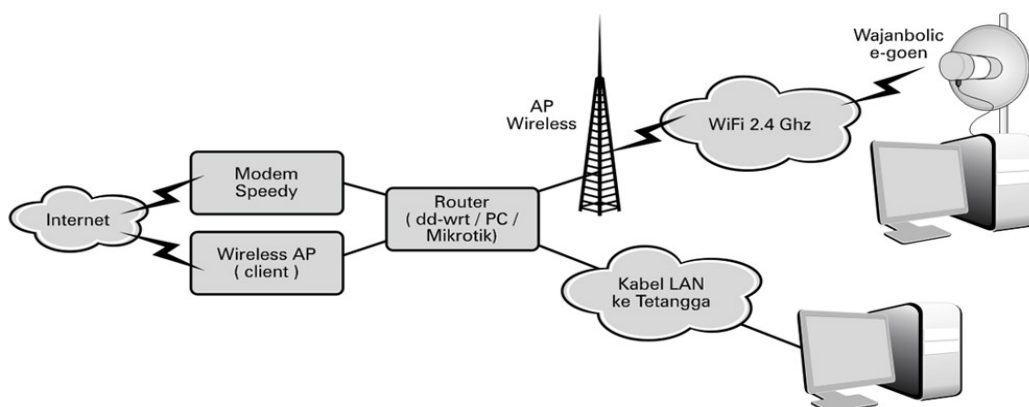 Wajanbolic
e-goen
AP
Wireless
WiFi 2.4 Ghz
Modem
Speedy
Internet
Router
( dd-wrt / PC /
Mikrotik)
Wireless AP
( client )
Kabel LAN
ke Tetangga